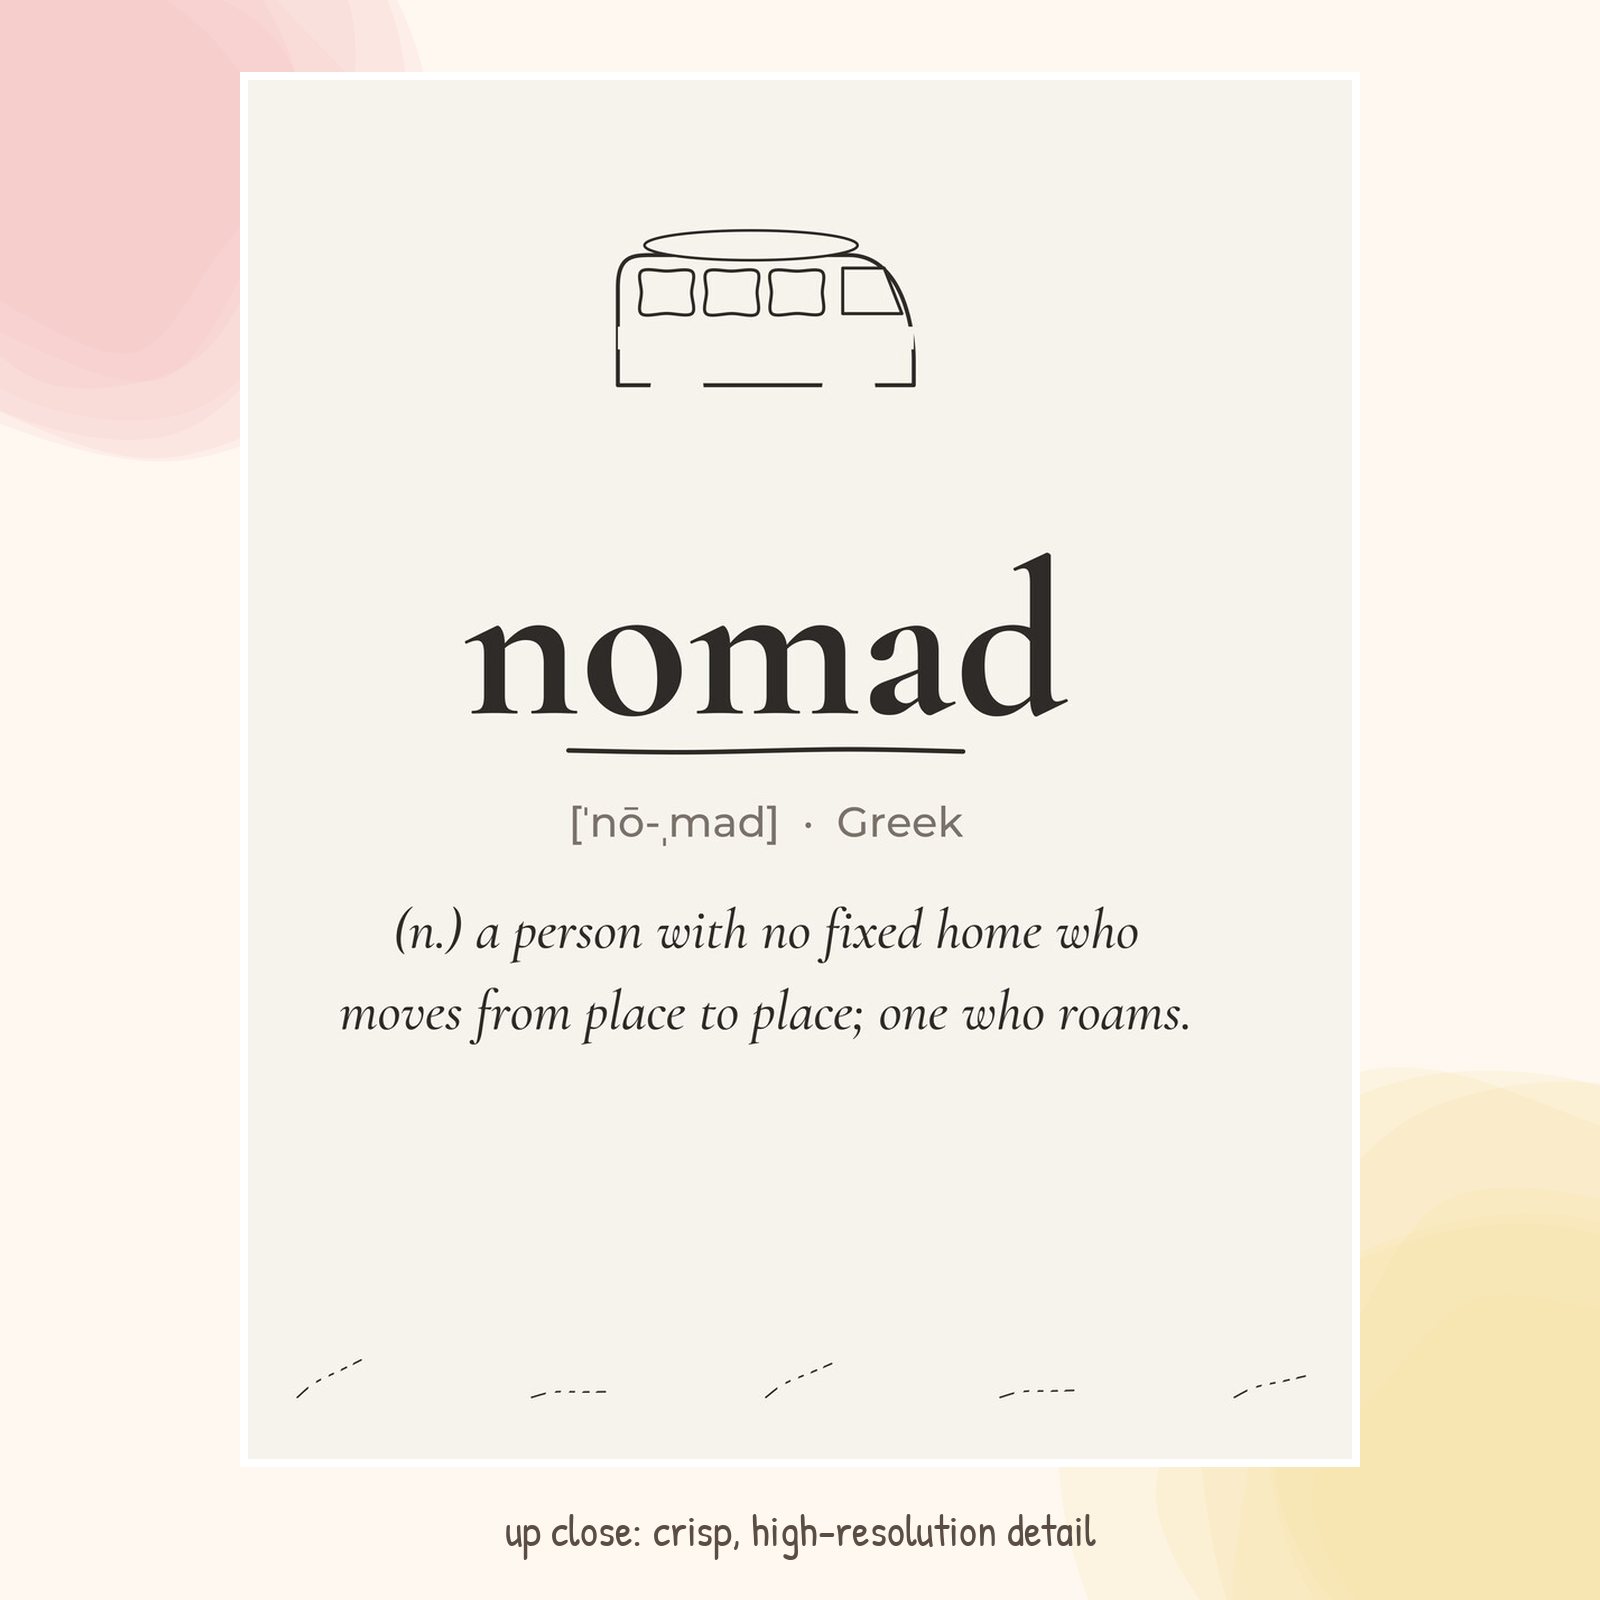 nomad
[ˈnō-ˌmad] · Greek
(n.) a person with no fixed home who
moves from place to place; one who roams.
up close: crisp, high-resolution detail